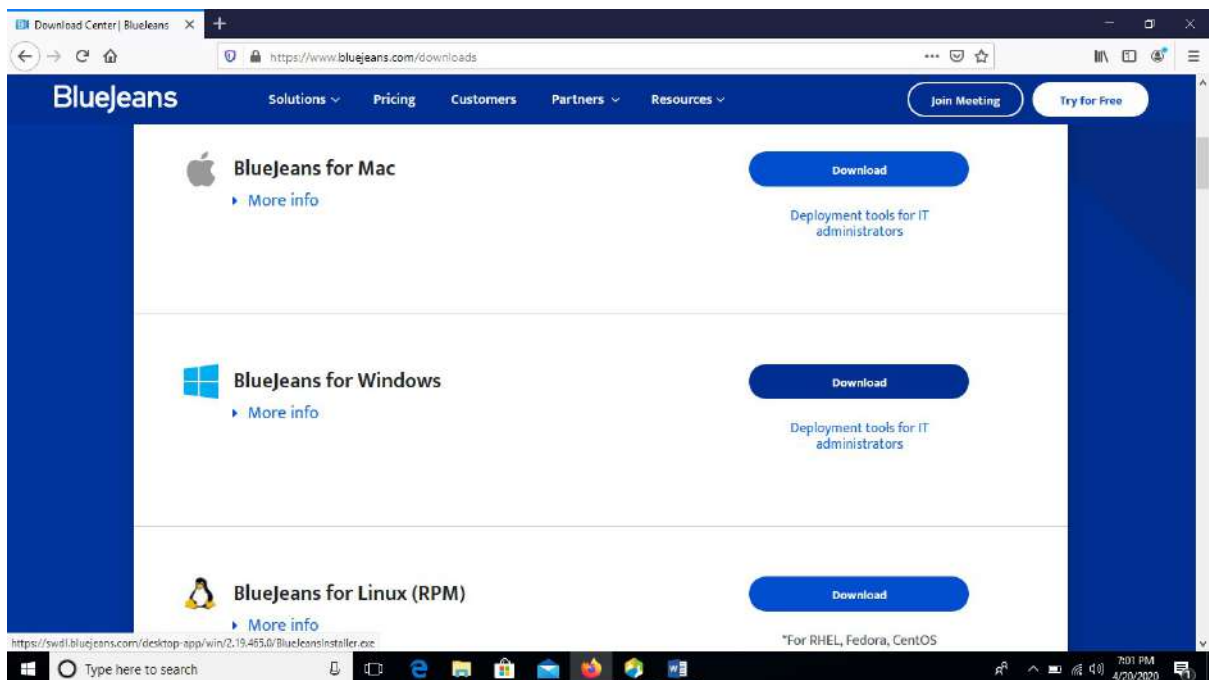 Download Center | BlueJeans
https://www.bluejeans.com/downloads
BlueJeans
Solutions
Pricing
Customers
Partners
Resources
Join Meeting
Try for Free
BlueJeans for Mac
More info
Download
Deployment tools for IT
administrators
BlueJeans for Windows
More info
Download
Deployment tools for IT
administrators
BlueJeans for Linux (RPM)
More info
Download
*For RHEL, Fedora, CentOS
https://swdl.bluejeans.com/desktop-app/win/2.19.465.0/BlueJeansInstaller.exe
Type here to search
7:01 PM
4/20/2020